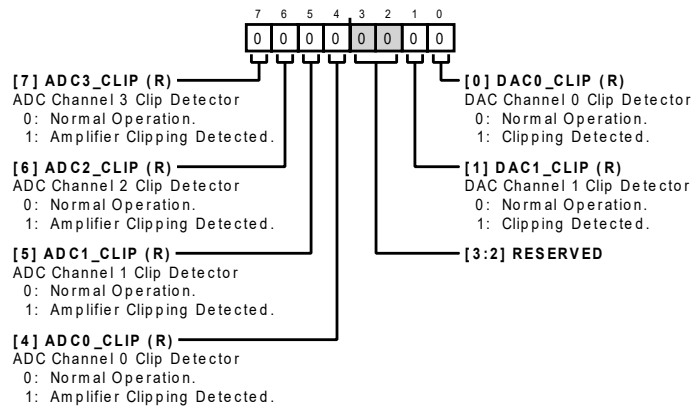 7 6 5 4 3 2 1 0
0 0 0 0 0 0 0 0
[7] ADC3_CLIP (R)
ADC Channel 3 Clip Detector
0: Normal Operation.
1: Amplifier Clipping Detected.
[6] ADC2_CLIP (R)
ADC Channel 2 Clip Detector
0: Normal Operation.
1: Amplifier Clipping Detected.
[5] ADC1_CLIP (R)
ADC Channel 1 Clip Detector
0: Normal Operation.
1: Amplifier Clipping Detected.
[4] ADC0_CLIP (R)
ADC Channel 0 Clip Detector
0: Normal Operation.
1: Amplifier Clipping Detected.
[0] DAC0_CLIP (R)
DAC Channel 0 Clip Detector
0: Normal Operation.
1: Clipping Detected.
[1] DAC1_CLIP (R)
DAC Channel 1 Clip Detector
0: Normal Operation.
1: Clipping Detected.
[3:2] RESERVED